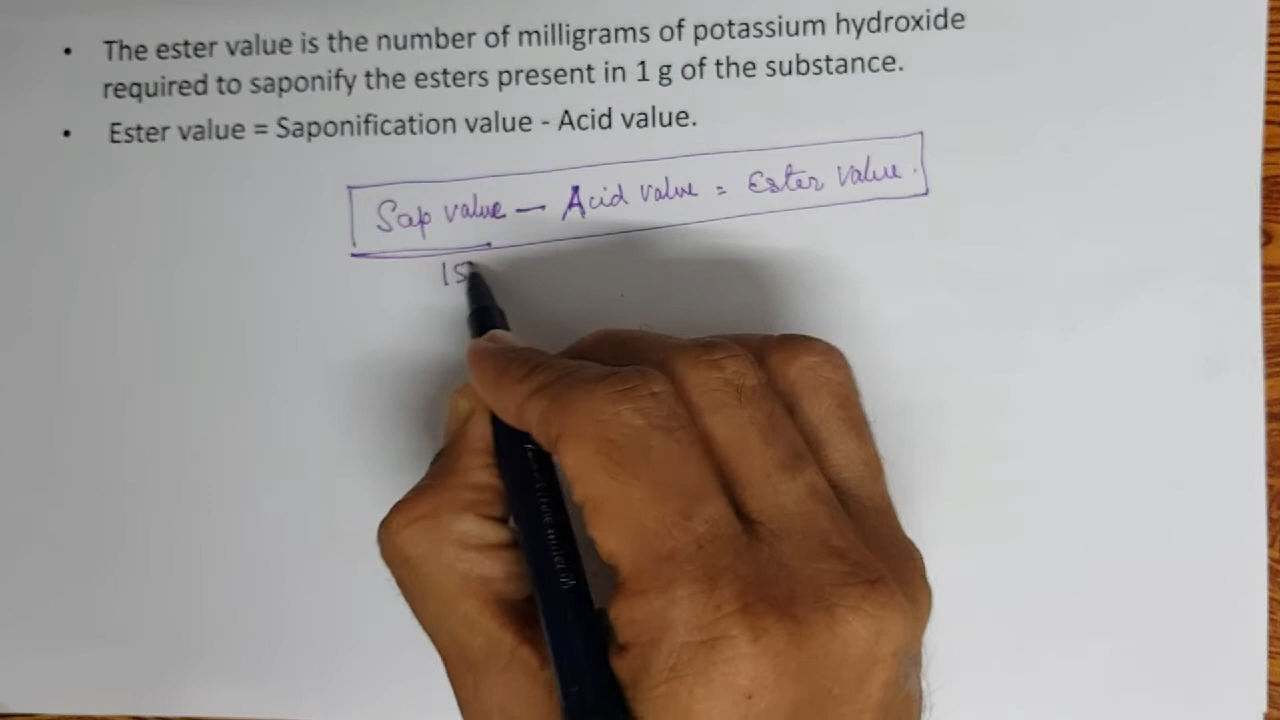 • The ester value is the number of milligrams of potassium hydroxide
required to saponify the esters present in 1 g of the substance.
• Ester value = Saponification value - Acid value.
Sap value — Acid value = Ester value.
15